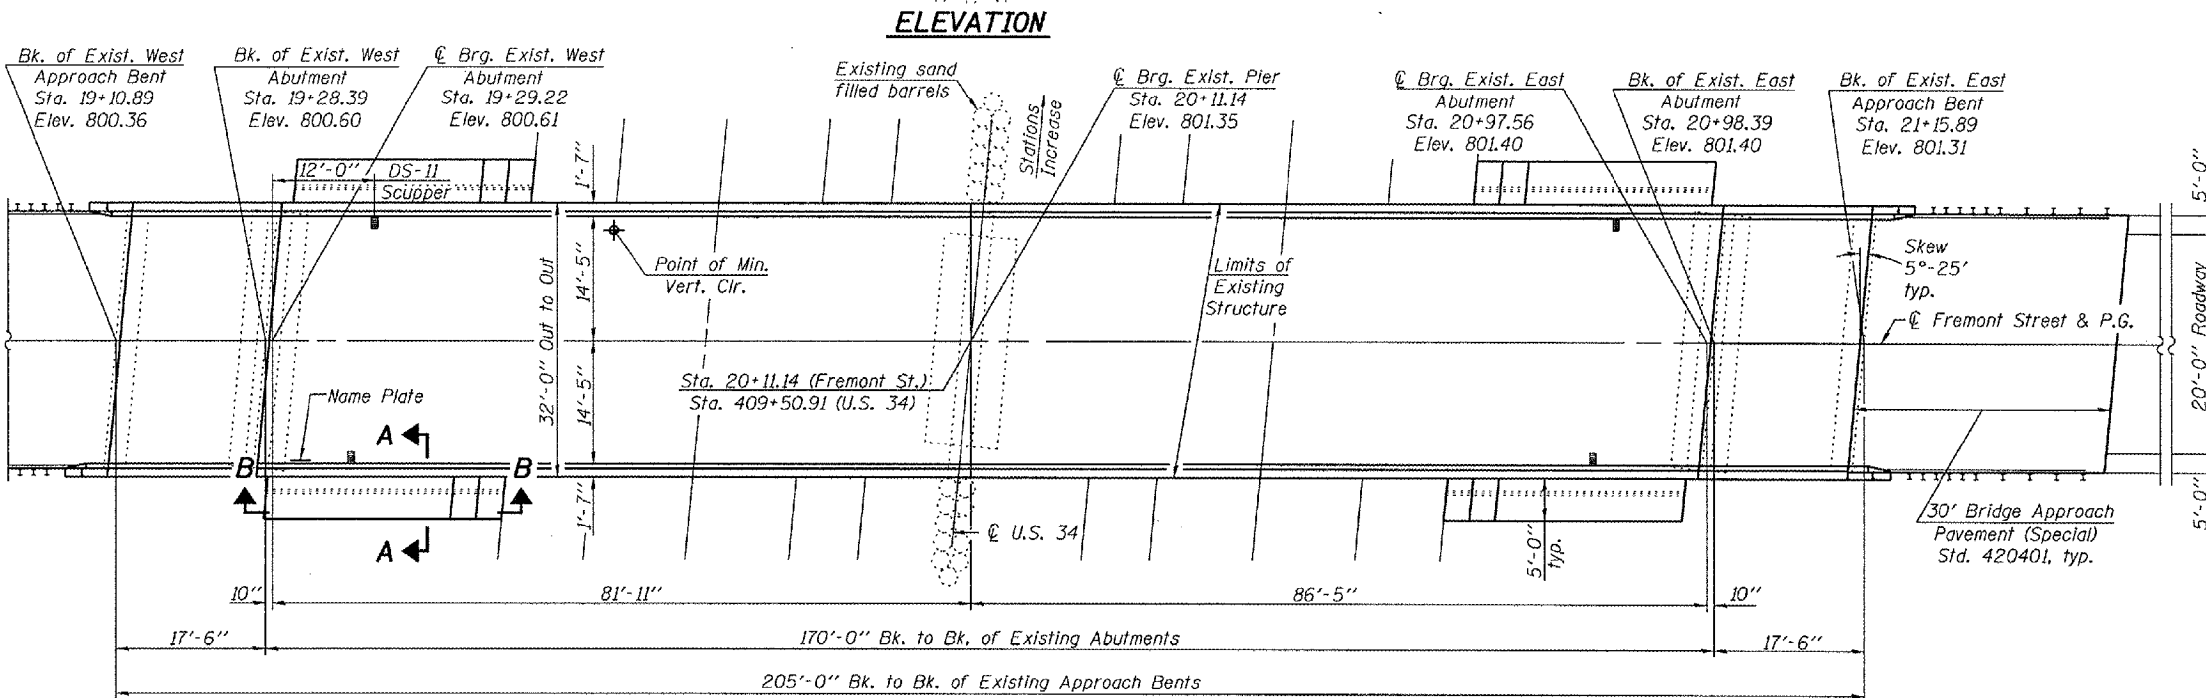 ELEVATION
Bk. of Exist. West
Approach Bent
Sta. 19+10.89
Elev. 800.36
Bk. of Exist. West
Abutment
Sta. 19+28.39
Elev. 800.60
℄ Brg. Exist. West
Abutment
Sta. 19+29.22
Elev. 800.61
Existing sand
filled barrels
Stations
Increase
℄ Brg. Exist. Pier
Sta. 20+11.14
Elev. 801.35
℄ Brg. Exist. East
Abutment
Sta. 20+97.56
Elev. 801.40
Bk. of Exist. East
Abutment
Sta. 20+98.39
Elev. 801.40
Bk. of Exist. East
Approach Bent
Sta. 21+15.89
Elev. 801.31
12'-0"
DS-11
Scupper
1'-7"
5'-0"
Point of Min.
Vert. Clr.
14'-5"
32'-0" Out to Out
Limits of
Existing
Structure
Skew
5°-25'
typ.
℄ Fremont Street & P.G.
20'-0" Roadway
Sta. 20+11.14 (Fremont St.)
Sta. 409+50.91 (U.S. 34)
14'-5"
Name Plate
A
B
B
A
1'-7"
℄ U.S. 34
5'-0"
typ.
30' Bridge Approach
Pavement (Special)
Std. 420401, typ.
5'-0"
10"
81'-11"
86'-5"
10"
17'-6"
170'-0" Bk. to Bk. of Existing Abutments
17'-6"
205'-0" Bk. to Bk. of Existing Approach Bents